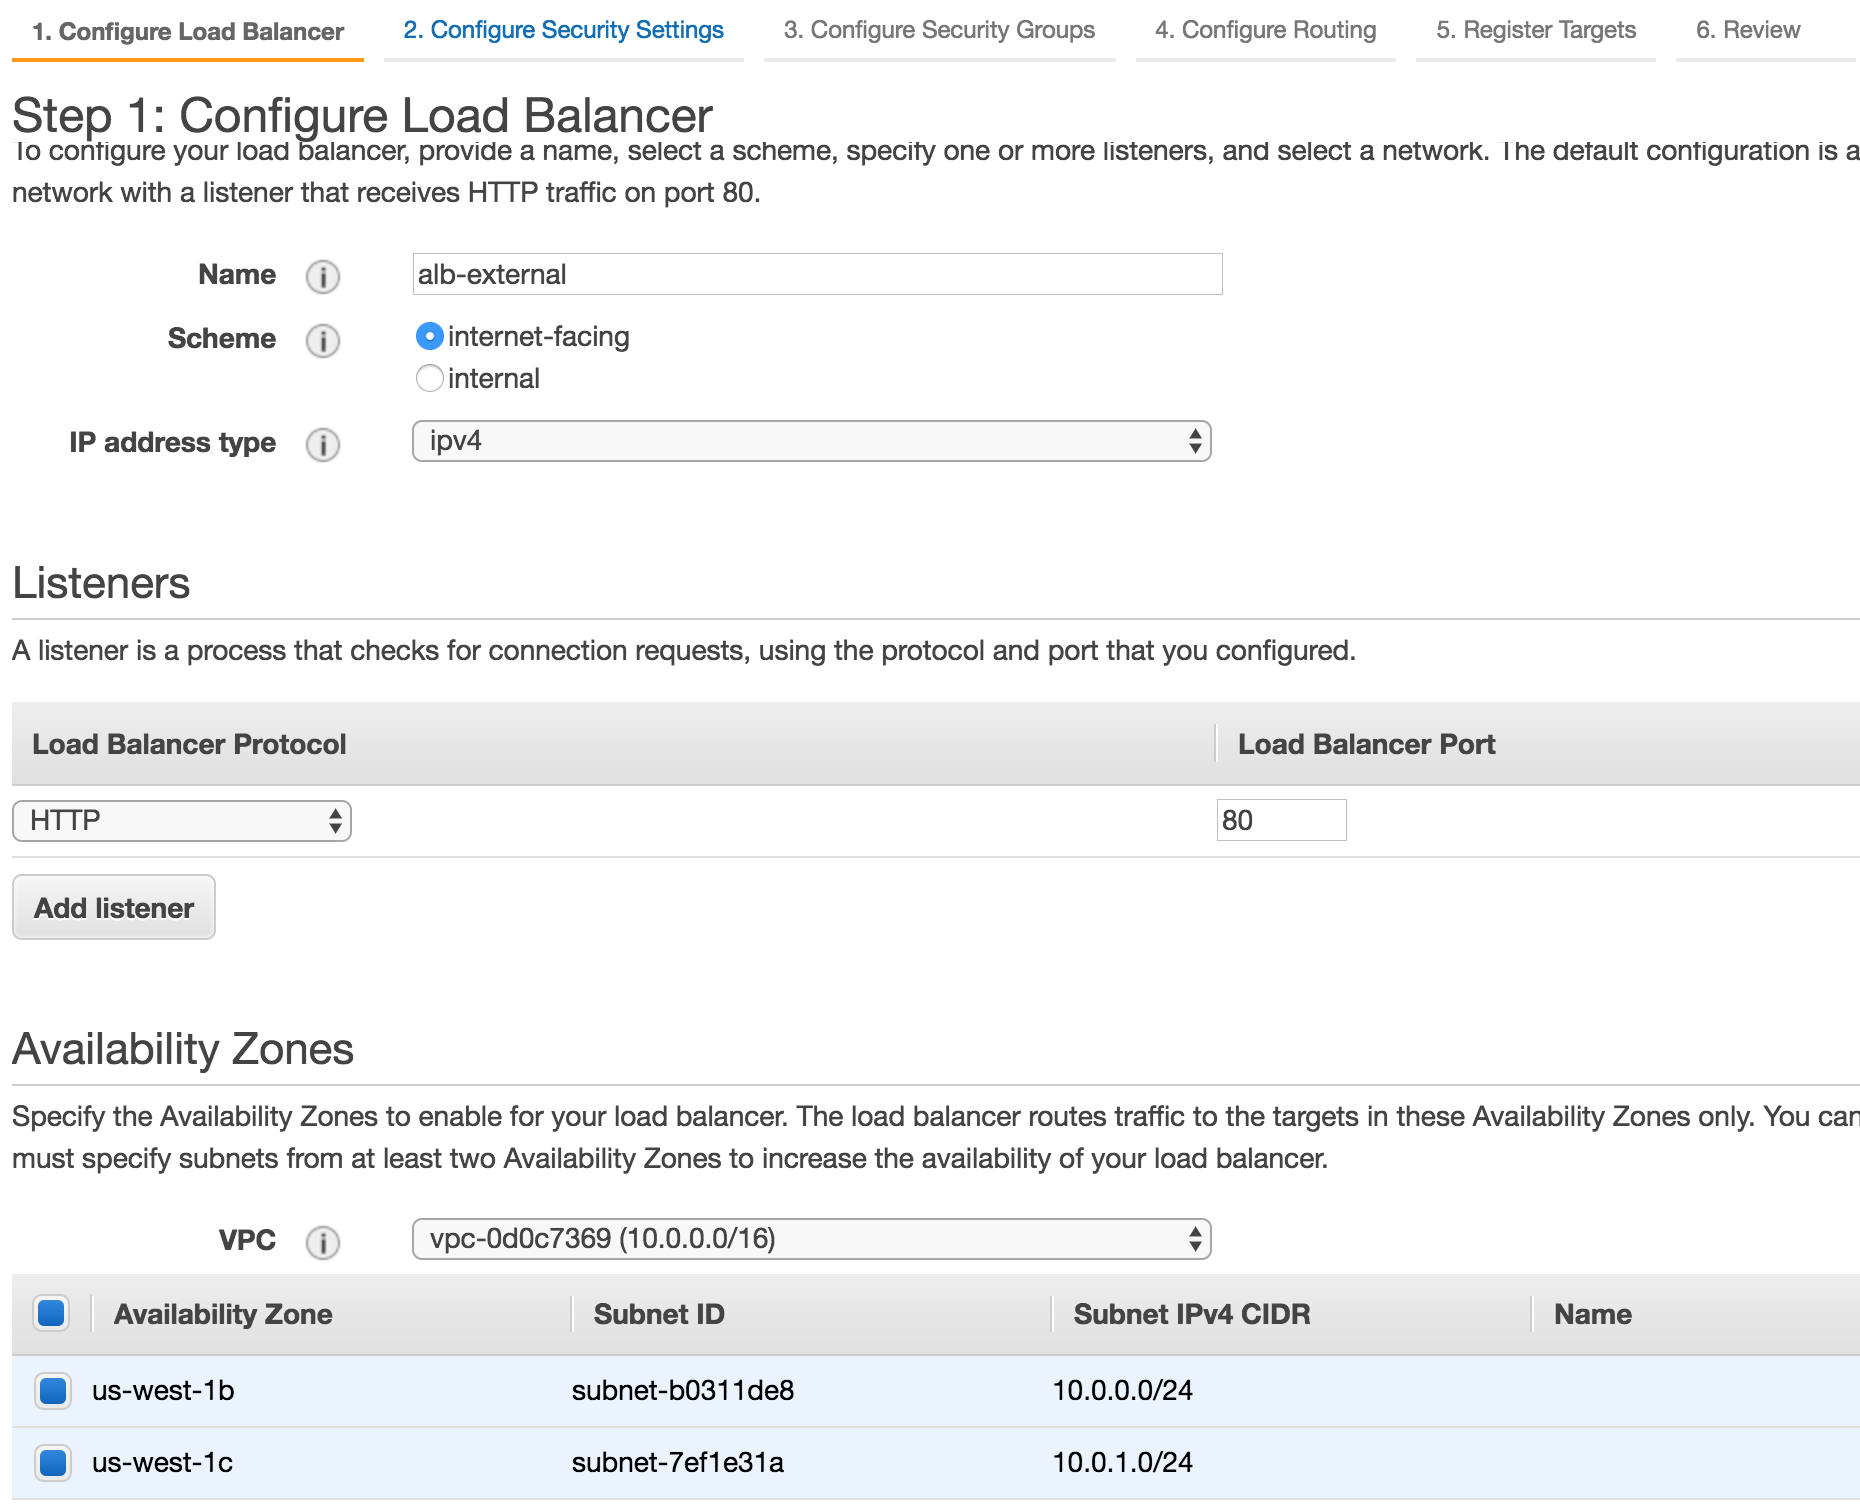 1. Configure Load Balancer 2. Configure Security Settings 3. Configure Security Groups 4. Configure Routing 5. Register Targets 6. Review
Step 1: Configure Load Balancer
To configure your load balancer, provide a name, select a scheme, specify one or more listeners, and select a network. The default configuration is a
network with a listener that receives HTTP traffic on port 80.
Name i alb-external
Scheme i internet-facing
internal
IP address type i ipv4
Listeners
A listener is a process that checks for connection requests, using the protocol and port that you configured.
Load Balancer Protocol Load Balancer Port
HTTP 80
Add listener
Availability Zones
Specify the Availability Zones to enable for your load balancer. The load balancer routes traffic to the targets in these Availability Zones only. You can
must specify subnets from at least two Availability Zones to increase the availability of your load balancer.
VPC i vpc-0d0c7369 (10.0.0.0/16)
Availability Zone Subnet ID Subnet IPv4 CIDR Name
us-west-1b subnet-b0311de8 10.0.0.0/24
us-west-1c subnet-7ef1e31a 10.0.1.0/24